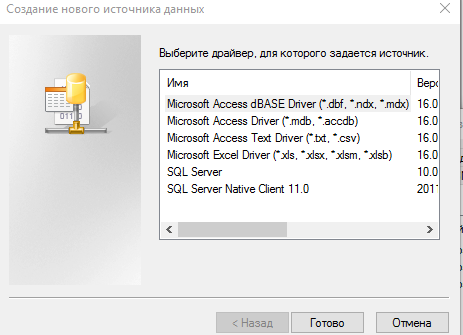 Создание нового источника данных
Выберите драйвер, для которого задается источник.
Имя Верс
Microsoft Access dBASE Driver (*.dbf, *.ndx, *.mdx) 16.0
Microsoft Access Driver (*.mdb, *.accdb) 16.0
Microsoft Access Text Driver (*.txt, *.csv) 16.0
Microsoft Excel Driver (*.xls, *.xlsx, *.xlsm, *.xlsb) 16.0
SQL Server 10.0
SQL Server Native Client 11.0 2011
< Назад Готово Отмена